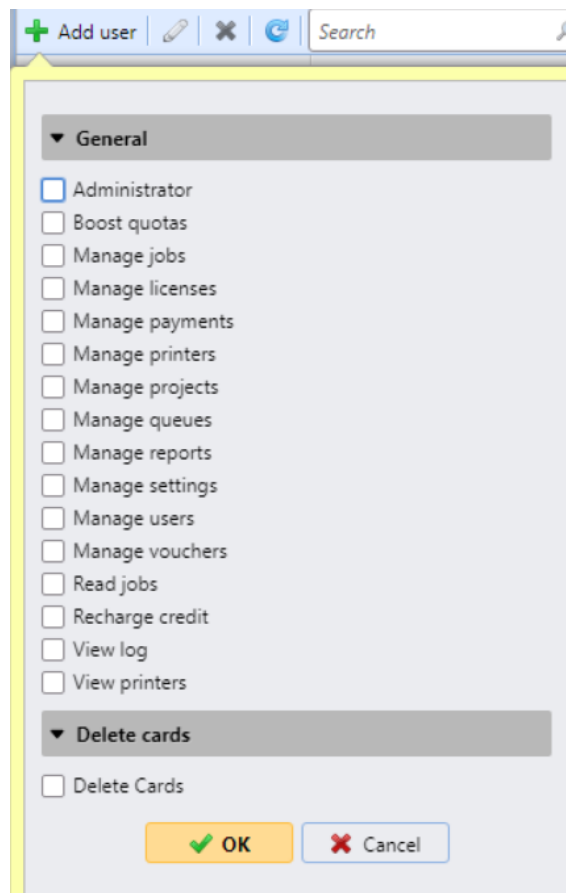 Add user Search
General
Administrator
Boost quotas
Manage jobs
Manage licenses
Manage payments
Manage printers
Manage projects
Manage queues
Manage reports
Manage settings
Manage users
Manage vouchers
Read jobs
Recharge credit
View log
View printers
Delete cards
Delete Cards
OK Cancel